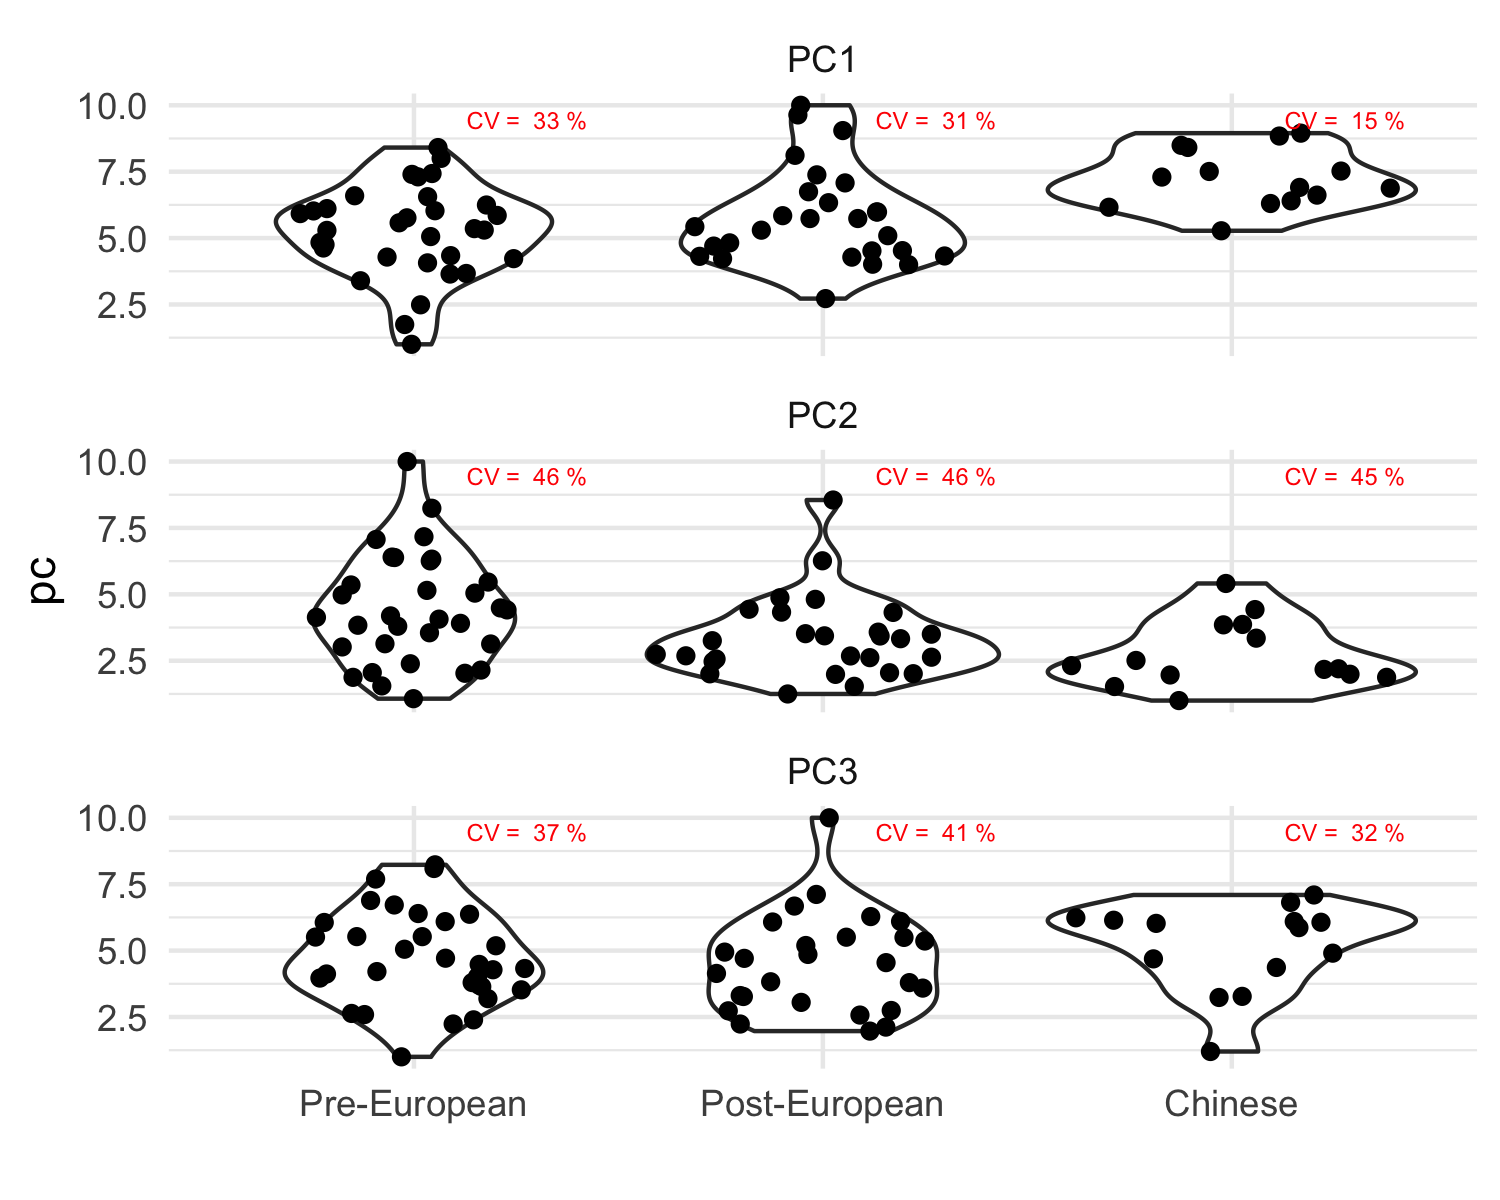 PC1
10.0
CV = 33 %
CV = 31 %
CV = 15 %
7.5
5.0
2.5
PC2
10.0
CV = 46 %
CV = 46 %
CV = 45 %
7.5
5.0
2.5
pc
PC3
10.0
CV = 37 %
CV = 41 %
CV = 32 %
7.5
5.0
2.5
Pre-European
Post-European
Chinese